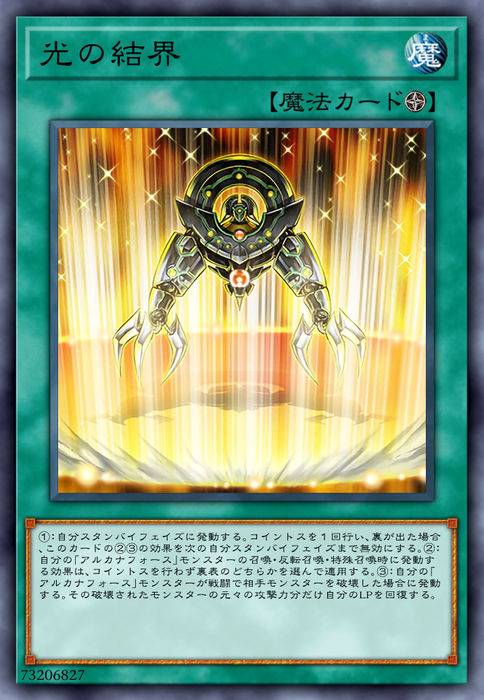 光の結界
魔
【魔法カード】
①:自分スタンバイフェイズに発動する。コイントスを1回行い、裏が出た場合
、このカードの②③の効果を次の自分スタンバイフェイズまで無効にする。②:
自分の「アルカナフォース」モンスターの召喚・反転召喚・特殊召喚時に発動す
る効果は、コイントスを行わず裏表のどちらかを選んで適用する。③:自分の「
アルカナフォース」モンスターが戦闘で相手モンスターを破壊した場合に発動
する。その破壊されたモンスターの元々の攻撃力分だけ自分のLPを回復する。
73206827